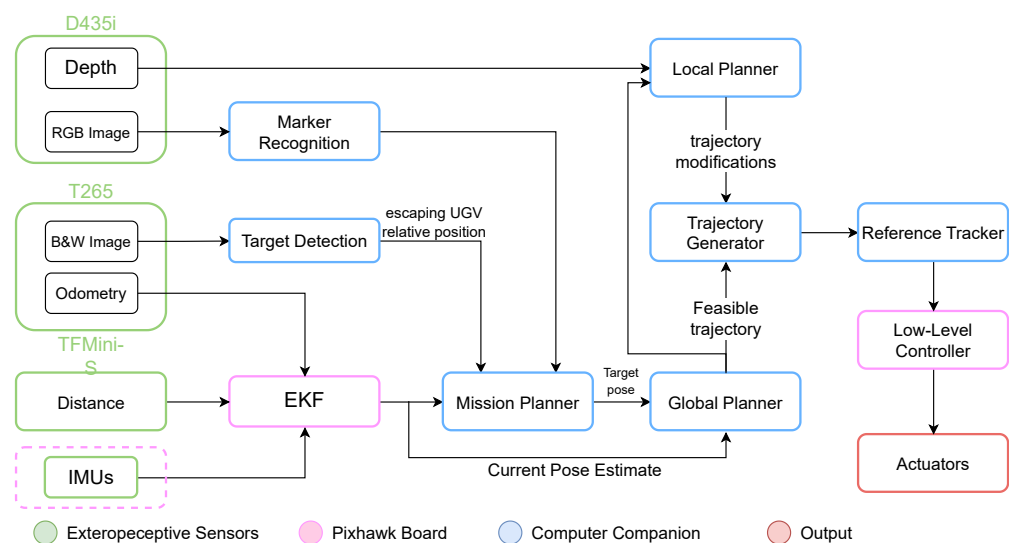 D435i
Depth
RGB Image
Marker
Recognition
Local Planner
trajectory
modifications
T265
B&W Image
Odometry
Target Detection
escaping UGV
relative position
Trajectory
Generator
Reference Tracker
Feasible
trajectory
Low-Level
Controller
TFMini-
S
Distance
EKF
Mission Planner
Target
pose
Global Planner
IMUs
Current Pose Estimate
Actuators
Exteropeceptive Sensors
Pixhawk Board
Computer Companion
Output